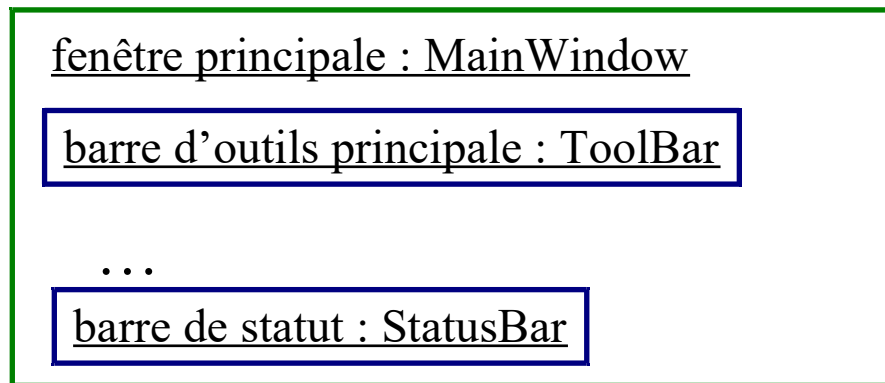 fenêtre principale : MainWindow
barre d’outils principale : ToolBar
…
barre de statut : StatusBar